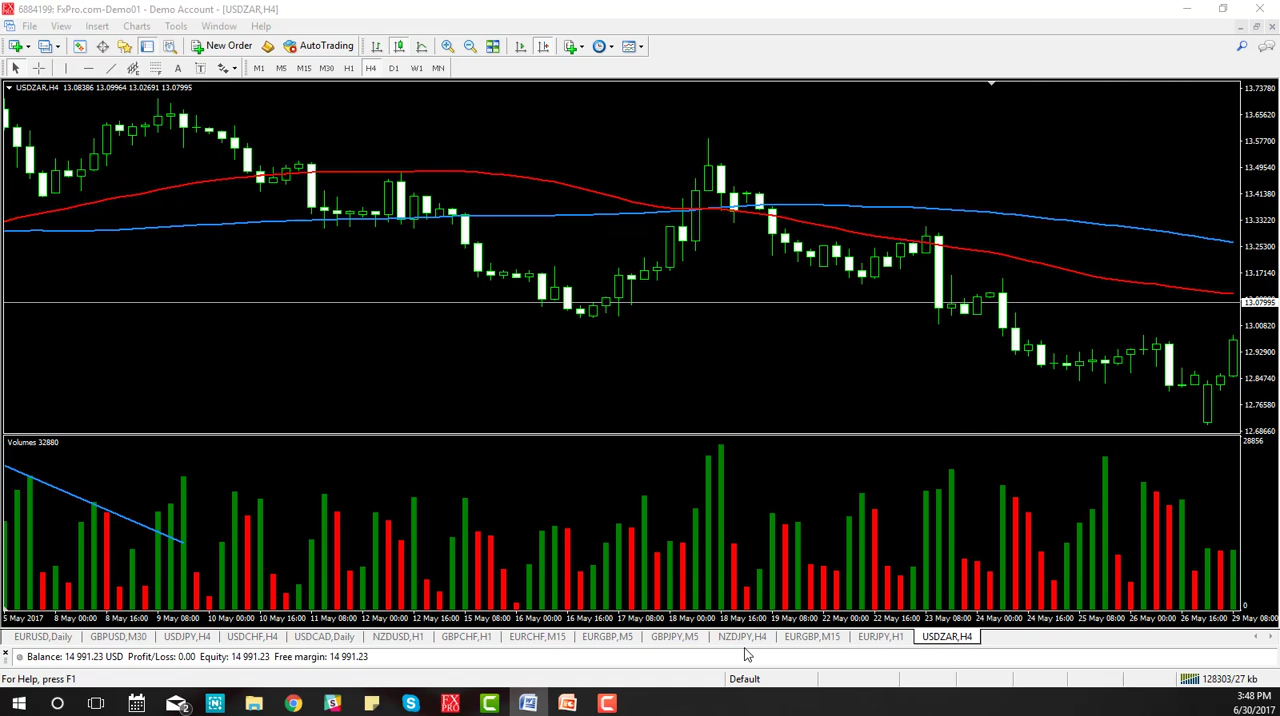 6884199: FxPro.com-Demo01 - Demo Account - [USDZAR,H4]
File View Insert Charts Tools Window Help
New Order AutoTrading
A T M1 M5 M15 M30 H1 H4 D1 W1 MN
USDZAR,H4 13.08386 13.09964 13.02691 13.07995
13.73780
13.65620
13.57700
13.49540
13.41380
13.33220
13.25300
13.17140
13.07995
13.00820
12.92900
12.84740
12.76580
12.68660
Volumes 32880
28856
0
5 May 2017 8 May 00:00 8 May 16:00 9 May 08:00 10 May 00:00 10 May 16:00 11 May 08:00 12 May 00:00 12 May 16:00 15 May 08:00 16 May 00:00 16 May 16:00 17 May 08:00 18 May 00:00 18 May 16:00 19 May 08:00 22 May 00:00 22 May 16:00 23 May 08:00 24 May 00:00 24 May 16:00 25 May 08:00 26 May 00:00 26 May 16:00 29 May 08:00
EURUSD,Daily GBPUSD,M30 USDJPY,H4 USDCHF,H4 USDCAD,Daily NZDUSD,H1 GBPCHF,H1 EURCHF,M15 EURGBP,M5 GBPJPY,M5 NZDJPY,H4 EURGBP,M15 EURJPY,H1 USDZAR,H4
Balance: 14 991.23 USD Profit/Loss: 0.00 Equity: 14 991.23 Free margin: 14 991.23
For Help, press F1 Default 128303/27 kb
3:48 PM
6/30/2017